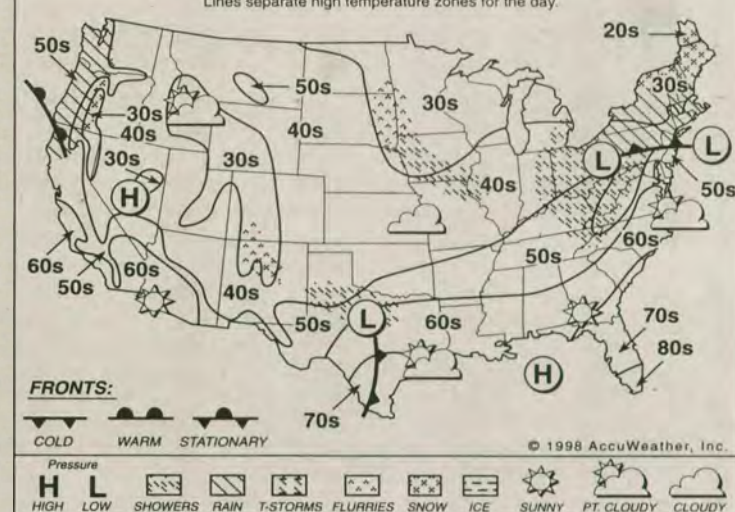 Lines separate high temperature zones for the day.
20s
50s
50s
30s
30s
30s
40s
40s
L
L
30s
30s
50s
H
40s
50s
60s
60s
60s
50s
40s
50s
L
60s
70s
80s
H
FRONTS:
70s
COLD WARM STATIONARY
© 1998 AccuWeather, Inc.
Pressure
H L
HIGH LOW SHOWERS RAIN T-STORMS FLURRIES SNOW ICE SUNNY PT. CLOUDY CLOUDY